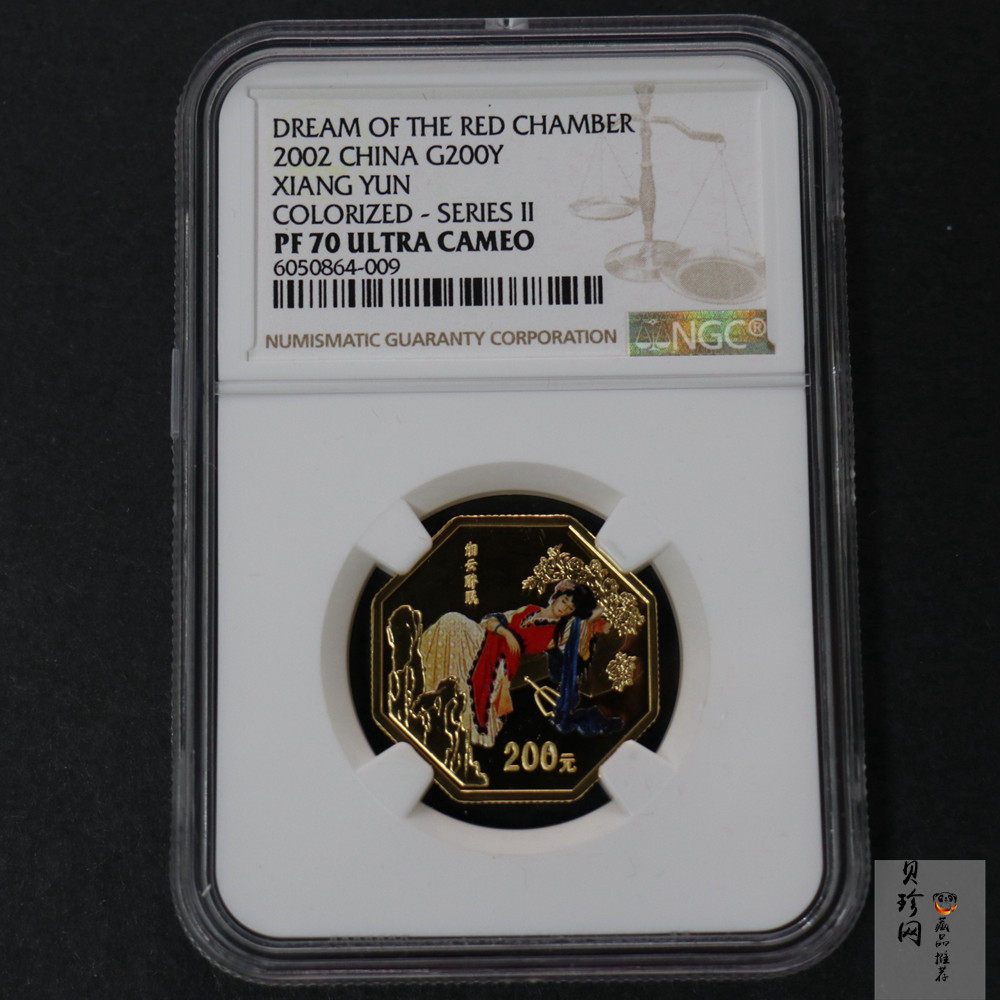 DREAM OF THE RED CHAMBER
2002 CHINA G200Y
XIANG YUN
COLORIZED - SERIES II
PF 70 ULTRA CAMEO
6050864-009
NUMISMATIC GUARANTY CORPORATION
NGC®
湘云醉眠
200元
贝珍网
藏品推荐